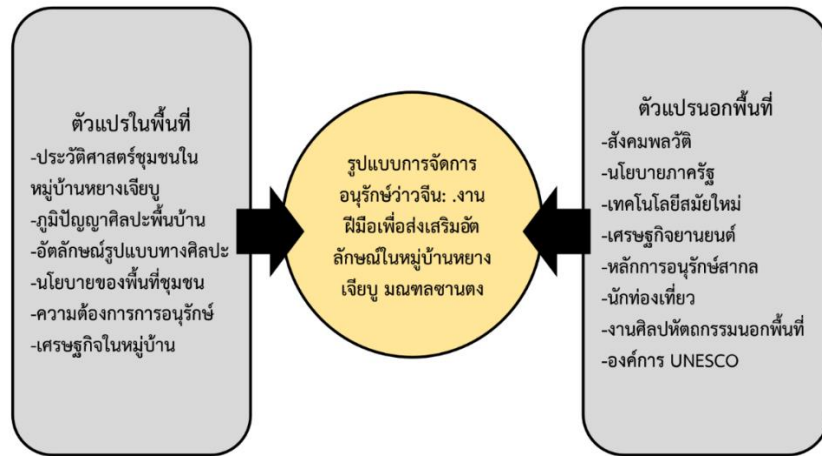 ตัวแปรในพื้นที่
-ประวัติศาสตร์ชุมชนใน
หมู่บ้านหยางเจียบู
-ภูมิปัญญาศิลปะพื้นบ้าน
-อัตลักษณ์รูปแบบทางศิลปะ
-นโยบายของพื้นที่ชุมชน
-ความต้องการการอนุรักษ์
-เศรษฐกิจในหมู่บ้าน
รูปแบบการจัดการ
อนุรักษ์ว่าวจีน: .งาน
ฝีมือเพื่อส่งเสริมอัต
ลักษณ์ในหมู่บ้านหยาง
เจียบู มณฑลซานตง
ตัวแปรนอกพื้นที่
-สังคมพลวัติ
-นโยบายภาครัฐ
-เทคโนโลยีสมัยใหม่
-เศรษฐกิจยานยนต์
-หลักการอนุรักษ์สากล
-นักท่องเที่ยว
-งานศิลปหัตถกรรมนอกพื้นที่
-องค์การ UNESCO